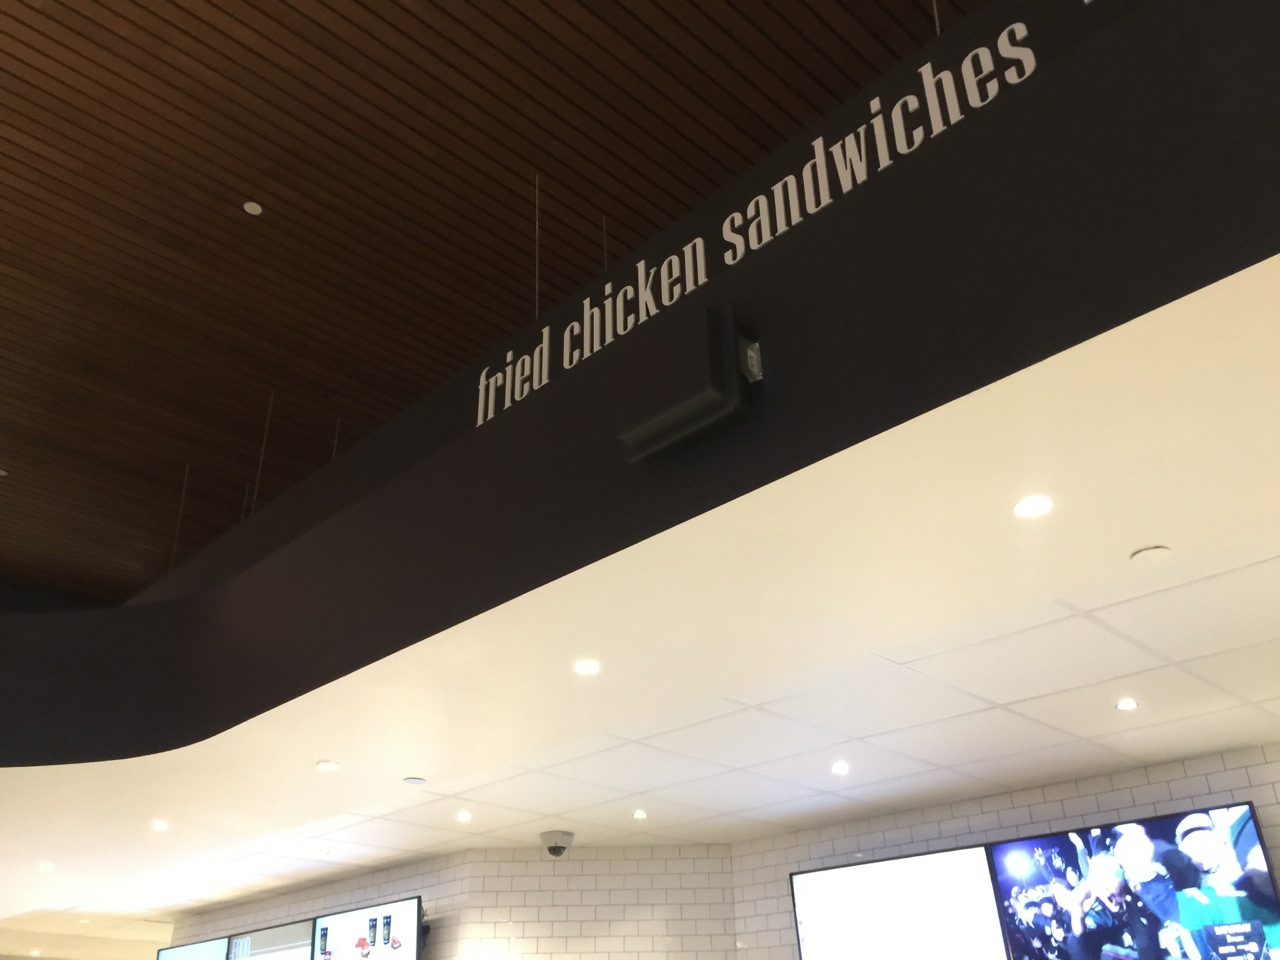 fried chicken sandwiches